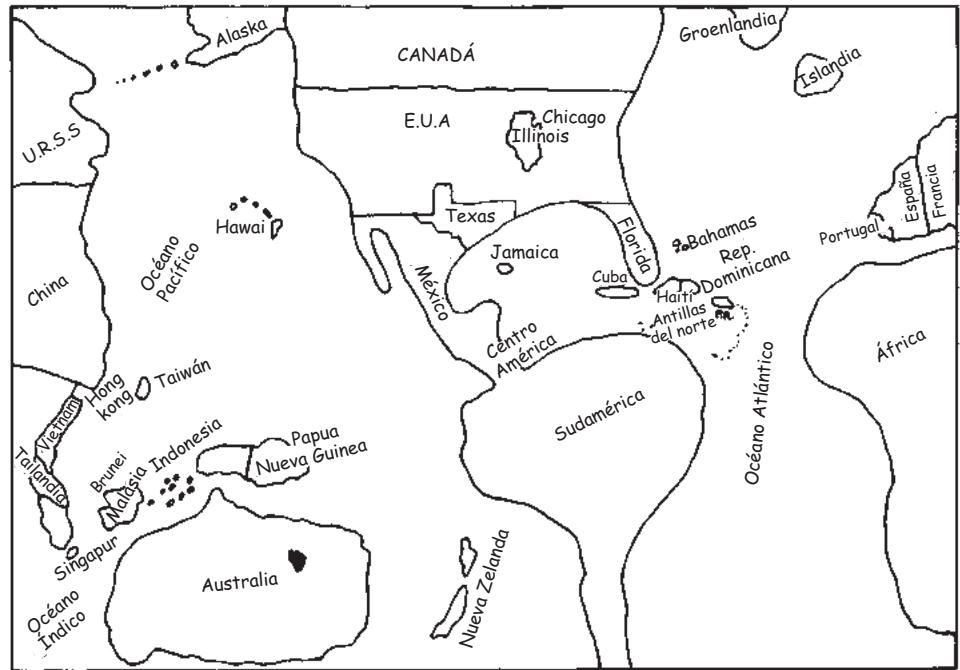 Alaska
CANADÁ
Groenlandia
Islandia
U.R.S.S
E.U.A
Chicago
Illinois
España
Francia
Portugal
Hawai
Texas
Florida
Bahamas
Océano
Pacífico
Jamaica
Rep.
Dominicana
China
México
Cuba
Haití
Antillas
del norte
Centro
América
África
Taiwán
Hong
kong
Vietnam
Sudamérica
Océano Atlántico
Tailandia
Brunei
Malasia
Indonesia
Papua
Nueva Guinea
Singapur
Australia
Nueva Zelanda
Océano
Índico